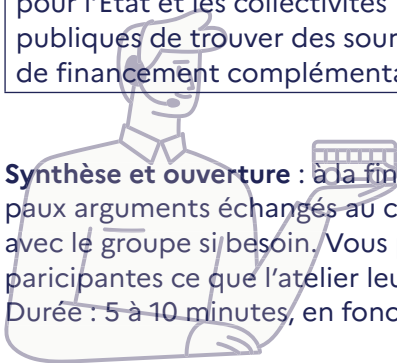 pour l'État et les collectivités
publiques de trouver des sour
de financement complémenta
Synthèse et ouverture : à la fin
paux arguments échangés au c
avec le groupe si besoin. Vous
paricipantes ce que l'atelier leu
Durée : 5 à 10 minutes, en fonc